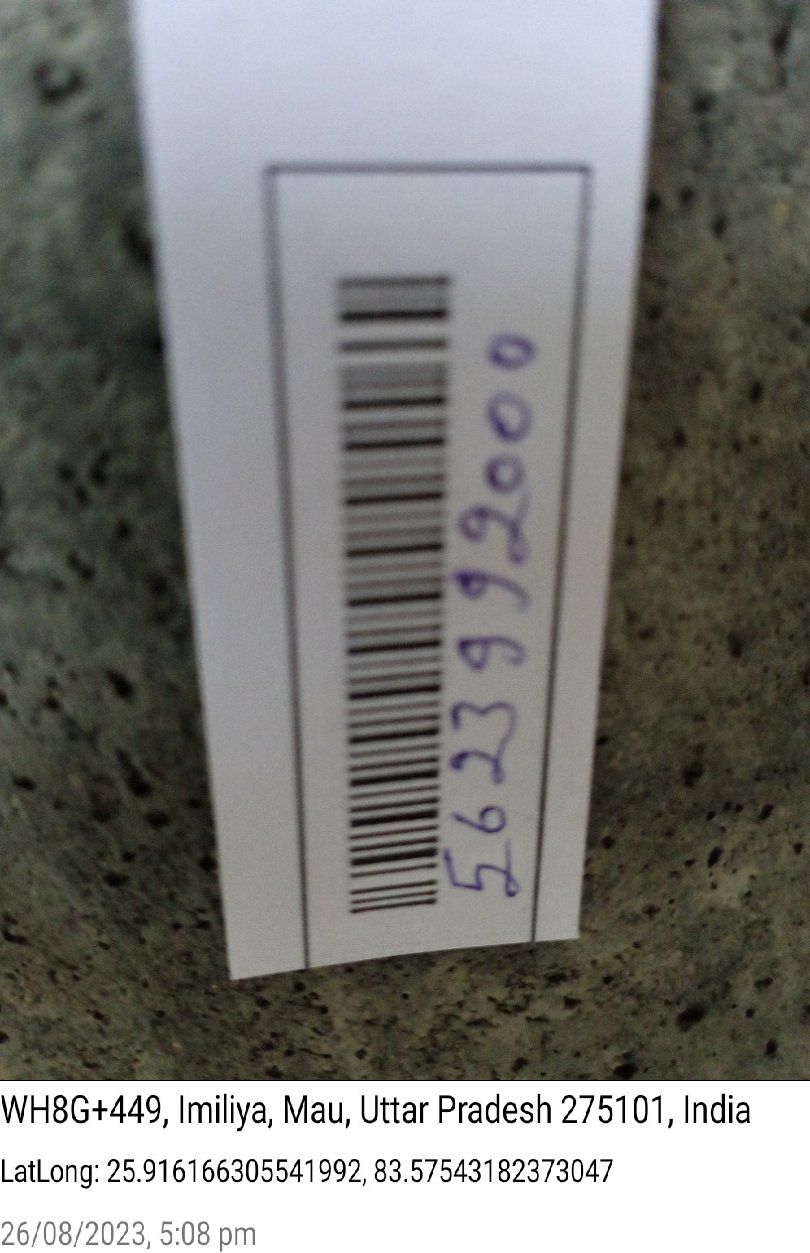 5623992000
WH8G+449, Imiliya, Mau, Uttar Pradesh 275101, India
LatLong: 25.916166305541992, 83.57543182373047
26/08/2023, 5:08 pm